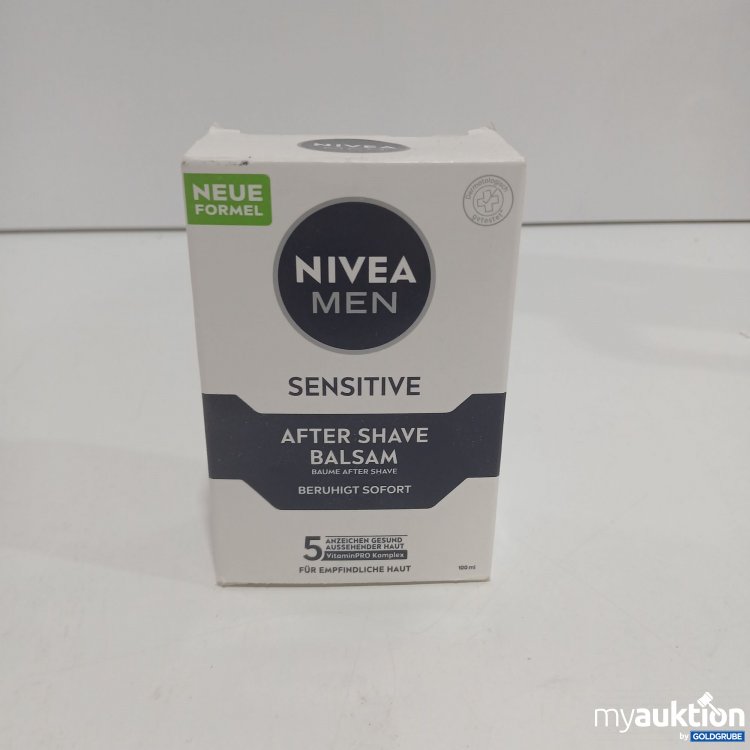 NIVEA
NEUE
FORMEL
Dermatologisch
getestet
NIVEA
MEN
SENSITIVE
AFTER SHAVE
BALSAM
BAUME AFTER SHAVE
BERUHIGT SOFORT
5 ANZEICHEN GESUND
AUSSEHENDER HAUT
VitaminPRO Komplex
FÜR EMPFINDLICHE HAUT
100 ml
myauktion
by GOLDGRUBE